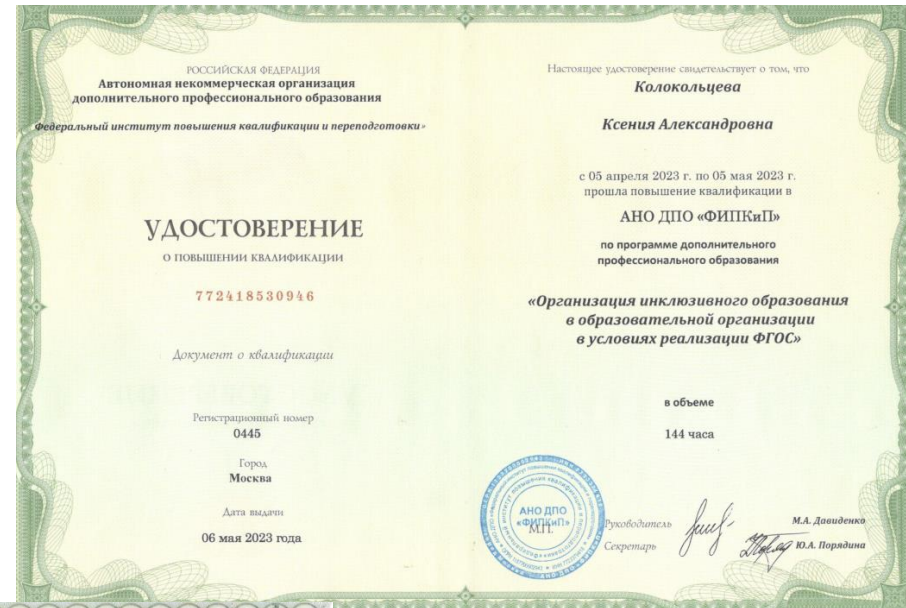 РОССИЙСКАЯ ФЕДЕРАЦИЯ
Автономная некоммерческая организация
дополнительного профессионального образования
Федеральный институт повышения квалификации и переподготовки»
УДОСТОВЕРЕНИЕ
О ПОВЫШЕНИИ КВАЛИФИКАЦИИ
772418530946
Документ о квалификации
Регистрационный номер
0445
Город
Москва
Дата выдачи
06 мая 2023 года
Настоящее удостоверение свидетельствует о том, что
Колокольцева
Ксения Александровна
с 05 апреля 2023 г. по 05 мая 2023 г.
прошла повышение квалификации в
АНО ДПО «ФИПКиП»
по программе дополнительного
профессионального образования
«Организация инклюзивного образования
в образовательной организации
в условиях реализации ФГОС»
в объеме
144 часа
АНО ДПО
«ФИПКиП»
М.П.
Руководитель
М.А. Давиденко
Секретарь
Ю.А. Порядина